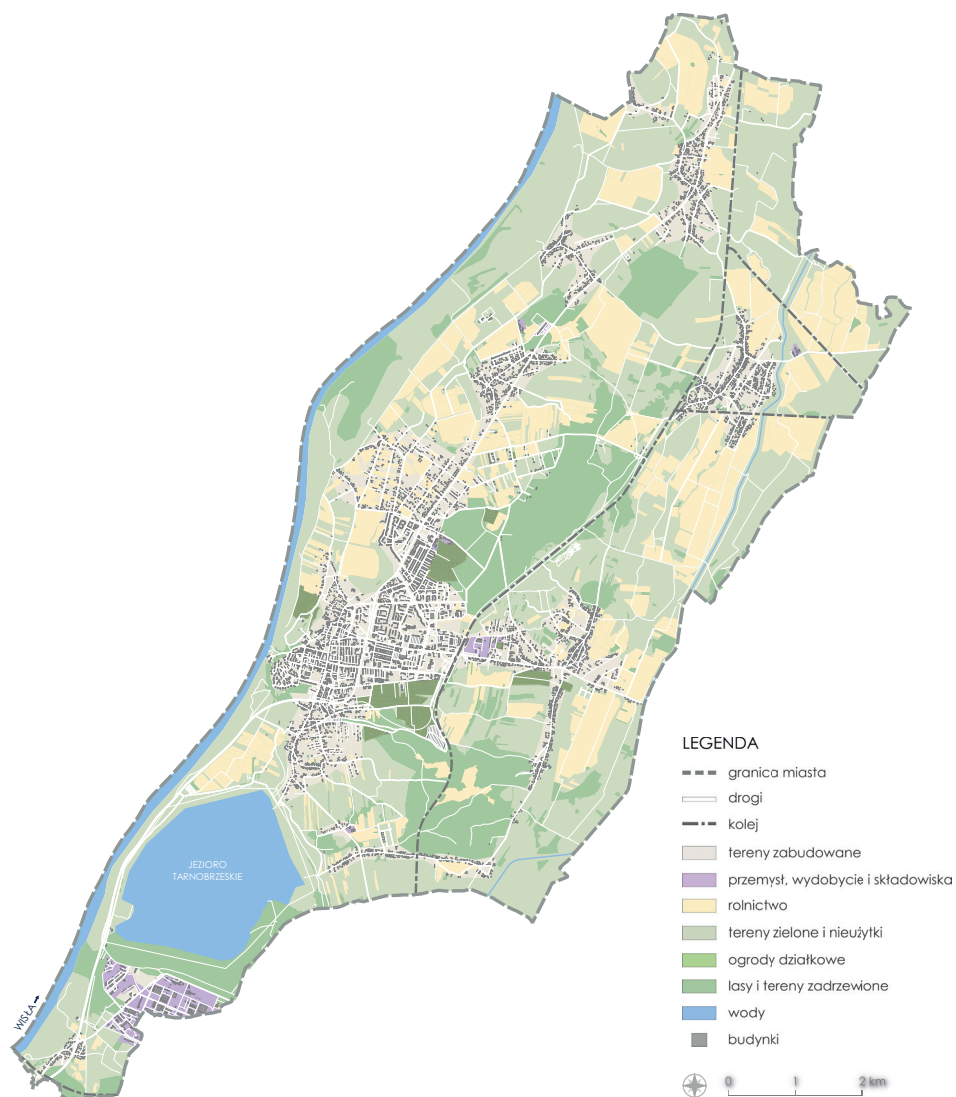 JEZIORO
TARNOBRZESKIE
WISŁA
LEGENDA
granica miasta
drogi
kolej
tereny zabudowane
przemysł, wydobycie i składowiska
rolnictwo
tereny zielone i nieużytki
ogrody działkowe
lasy i tereny zadrzewione
wody
budynki
0 1 2 km